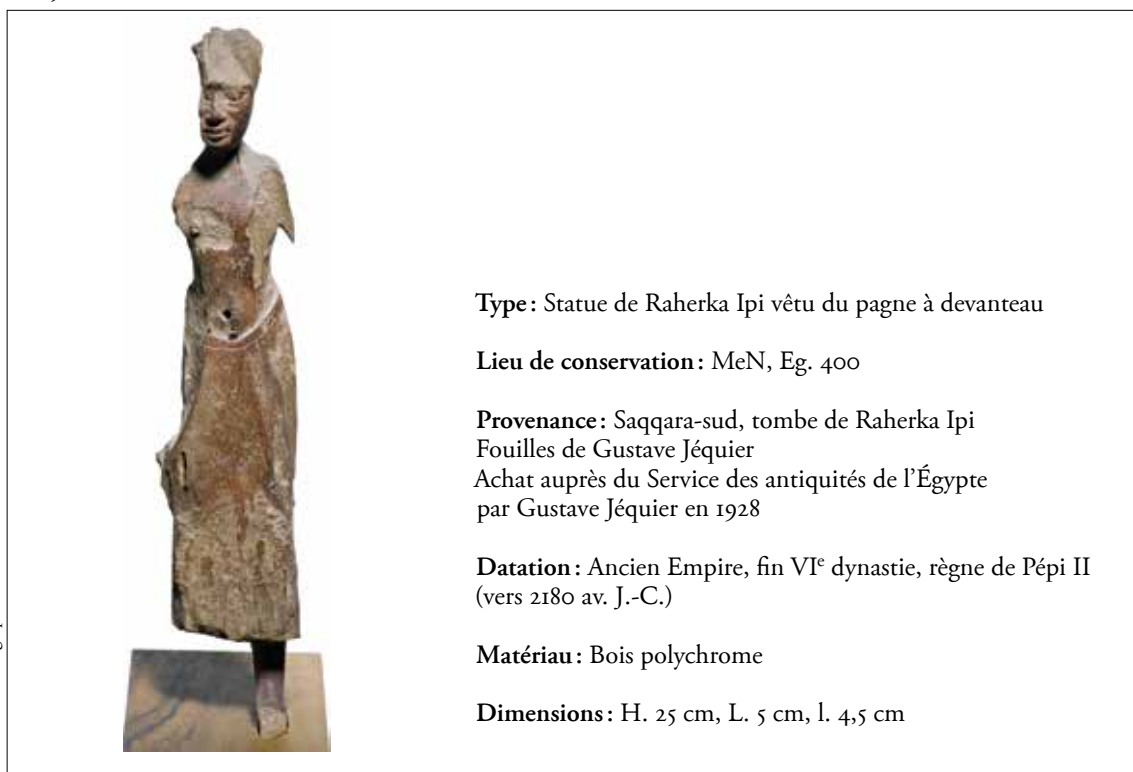 Type : Statue de Raherka Ipi vêtu du pagne à devanteau
Lieu de conservation : MeN, Eg. 400
Provenance : Saqqara-sud, tombe de Raherka Ipi
Fouilles de Gustave Jéquier
Achat auprès du Service des antiquités de l’Égypte
par Gustave Jéquier en 1928
Datation : Ancien Empire, fin VIᵉ dynastie, règne de Pépi II
(vers 2180 av. J.-C.)
Matériau : Bois polychrome
Dimensions : H. 25 cm, L. 5 cm, l. 4,5 cm